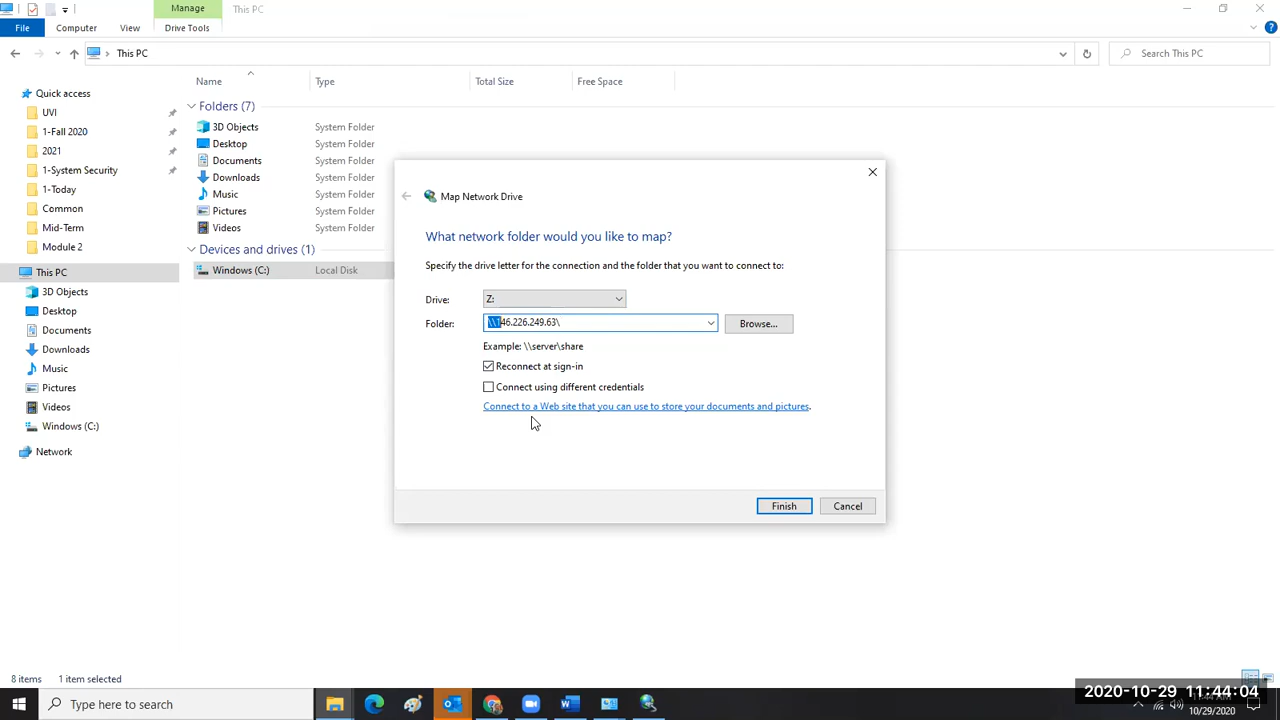 Manage
This PC
File
Computer
View
Drive Tools
This PC
Search This PC
Name
Type
Total Size
Free Space
Quick access
UVI
1-Fall 2020
2021
1-System Security
1-Today
Common
Mid-Term
Module 2
This PC
3D Objects
Desktop
Documents
Downloads
Music
Pictures
Videos
Windows (C:)
Network
Folders (7)
3D Objects System Folder
Desktop System Folder
Documents System Folder
Downloads System Folder
Music System Folder
Pictures System Folder
Videos System Folder
Devices and drives (1)
Windows (C:) Local Disk
Map Network Drive
What network folder would you like to map?
Specify the drive letter for the connection and the folder that you want to connect to:
Drive: Z:
Folder: \\146.226.249.63\ Browse...
Example: \\server\share
Reconnect at sign-in
Connect using different credentials
Connect to a Web site that you can use to store your documents and pictures.
Finish
Cancel
8 items 1 item selected
Type here to search
2020-10-29 11:44:04
10/29/2020